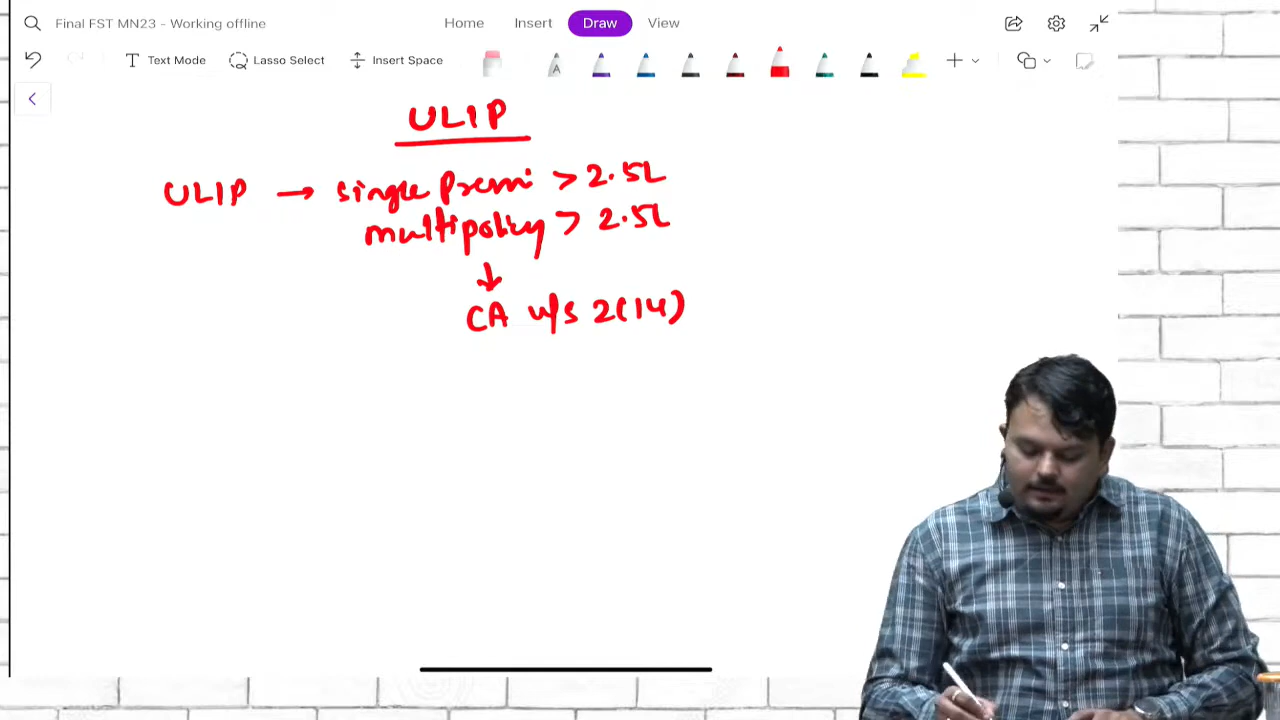 Final FST MN23 - Working offline
Home Insert Draw View
Text Mode Lasso Select Insert Space
A
ULIP
ULIP → single premi > 2.5L
multipolicy > 2.5L
↓
CA u/s 2(14)